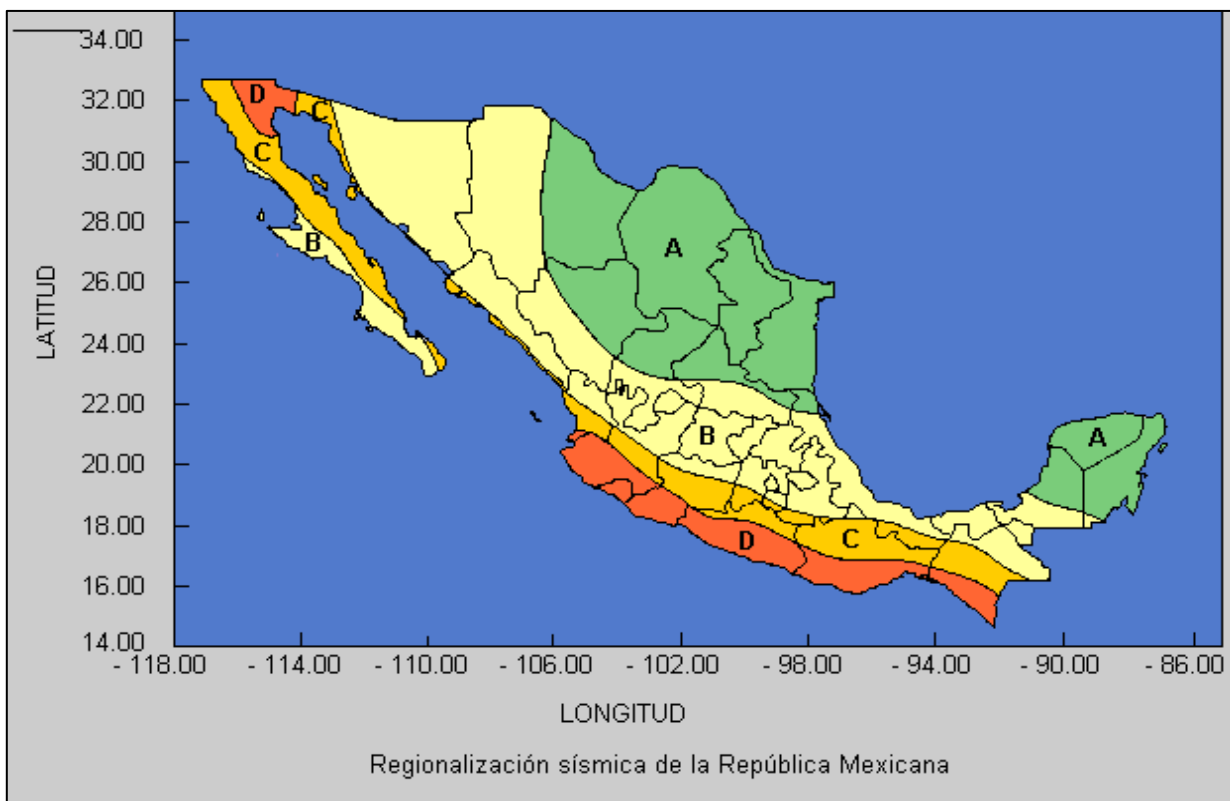 34.00
32.00
30.00
28.00
26.00
24.00
22.00
20.00
18.00
16.00
14.00
LATITUD
D
C
C
B
A
B
A
D
C
- 118.00 - 114.00 - 110.00 - 106.00 - 102.00 - 98.00 - 94.00 - 90.00 - 86.00
LONGITUD
Regionalización sísmica de la República Mexicana